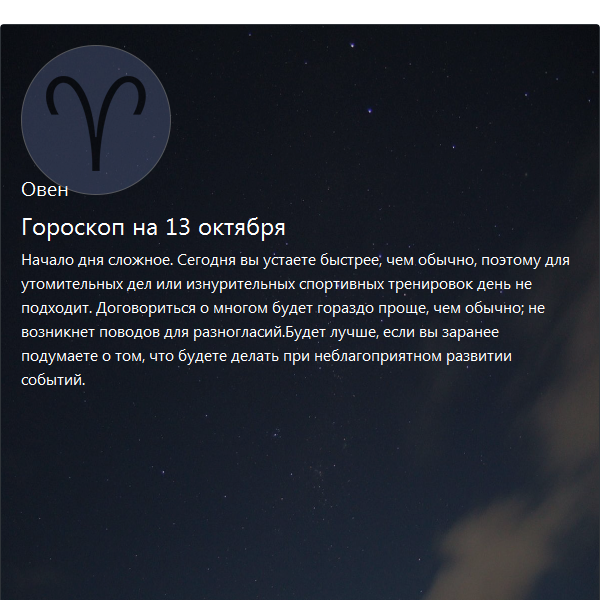 Овен
Гороскоп на 13 октября
Начало дня сложное. Сегодня вы устаете быстрее, чем обычно, поэтому для
утомительных дел или изнурительных спортивных тренировок день не
подходит. Договориться о многом будет гораздо проще, чем обычно; не
возникнет поводов для разногласий.Будет лучше, если вы заранее
подумаете о том, что будете делать при неблагоприятном развитии
событий.